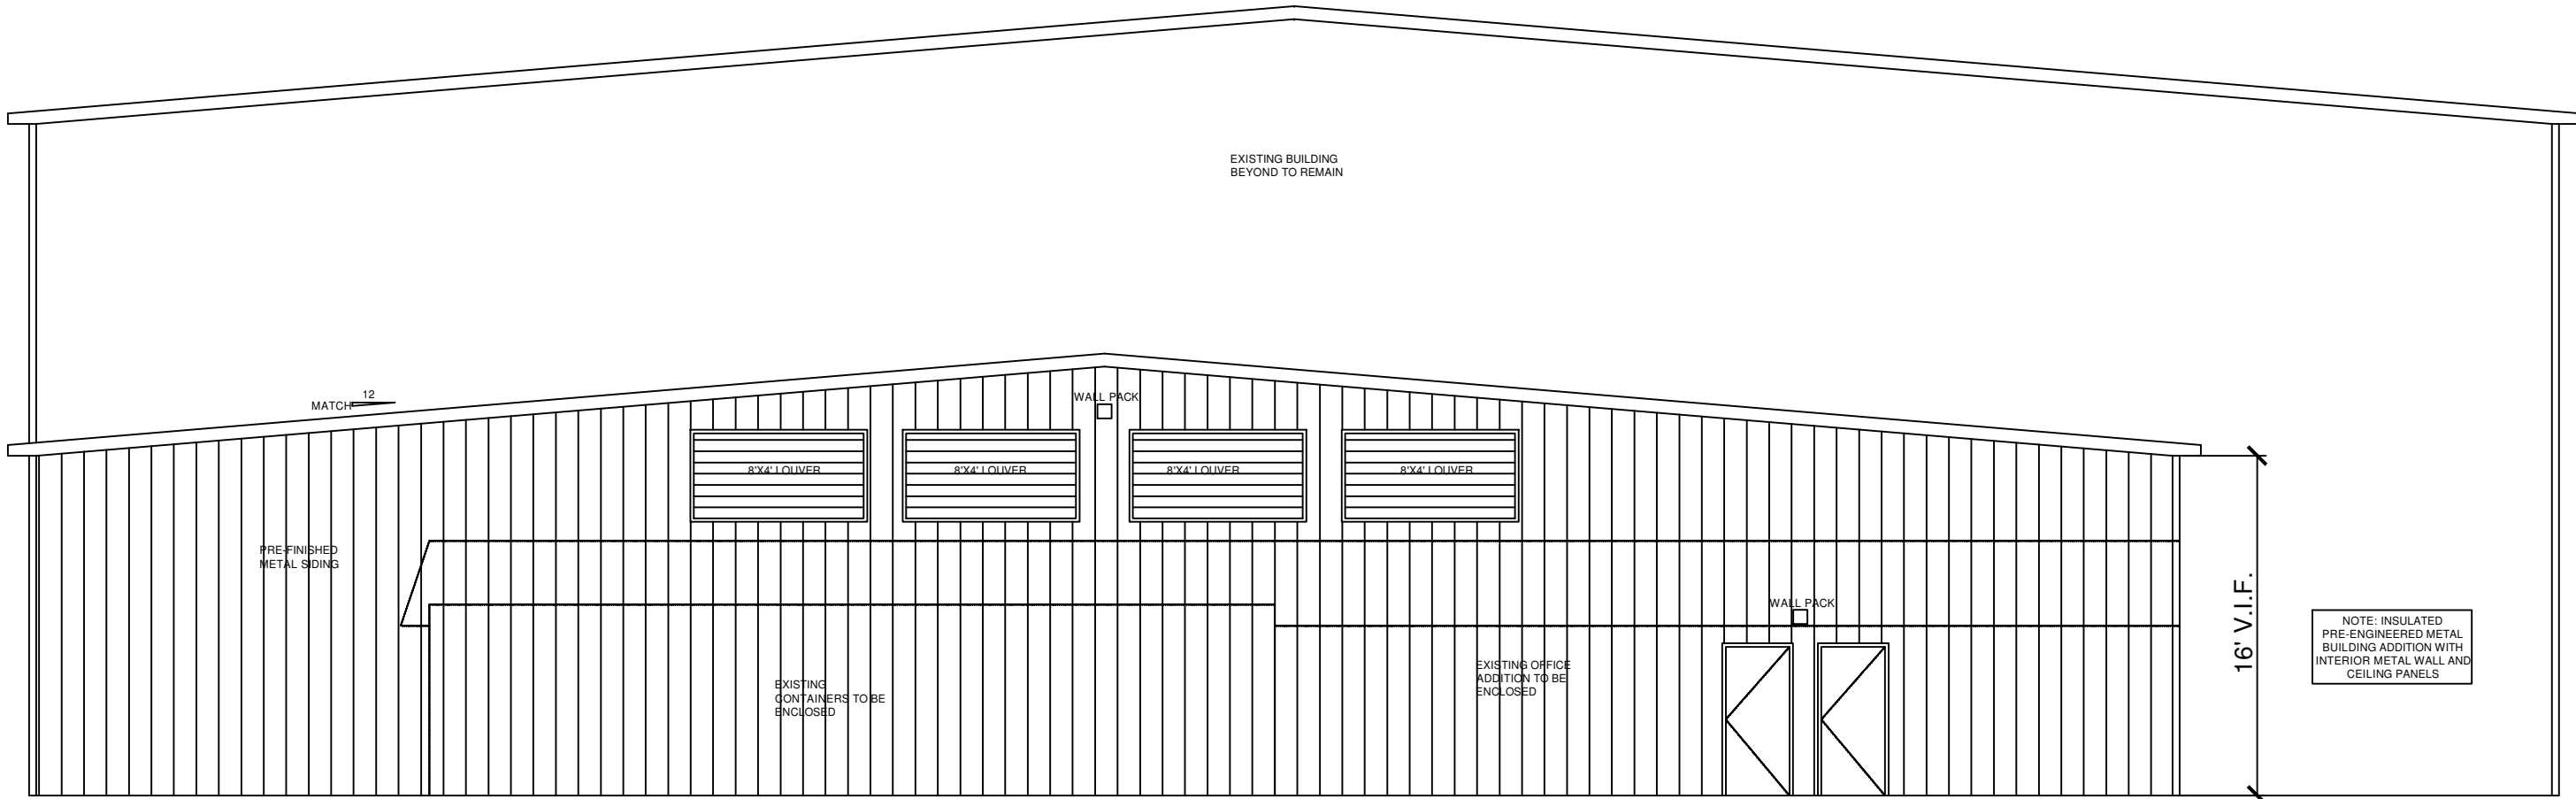 EXISTING BUILDING
BEYOND TO REMAIN
12
MATCH
WALL PACK
8'X4' LOUVER
8'X4' LOUVER
8'X4' LOUVER
8'X4' LOUVER
PRE-FINISHED
METAL SIDING
WALL PACK
EXISTING
CONTAINERS TO BE
ENCLOSED
EXISTING OFFICE
ADDITION TO BE
ENCLOSED
16' V.I.F.
NOTE: INSULATED
PRE-ENGINEERED METAL
BUILDING ADDITION WITH
INTERIOR METAL WALL AND
CEILING PANELS